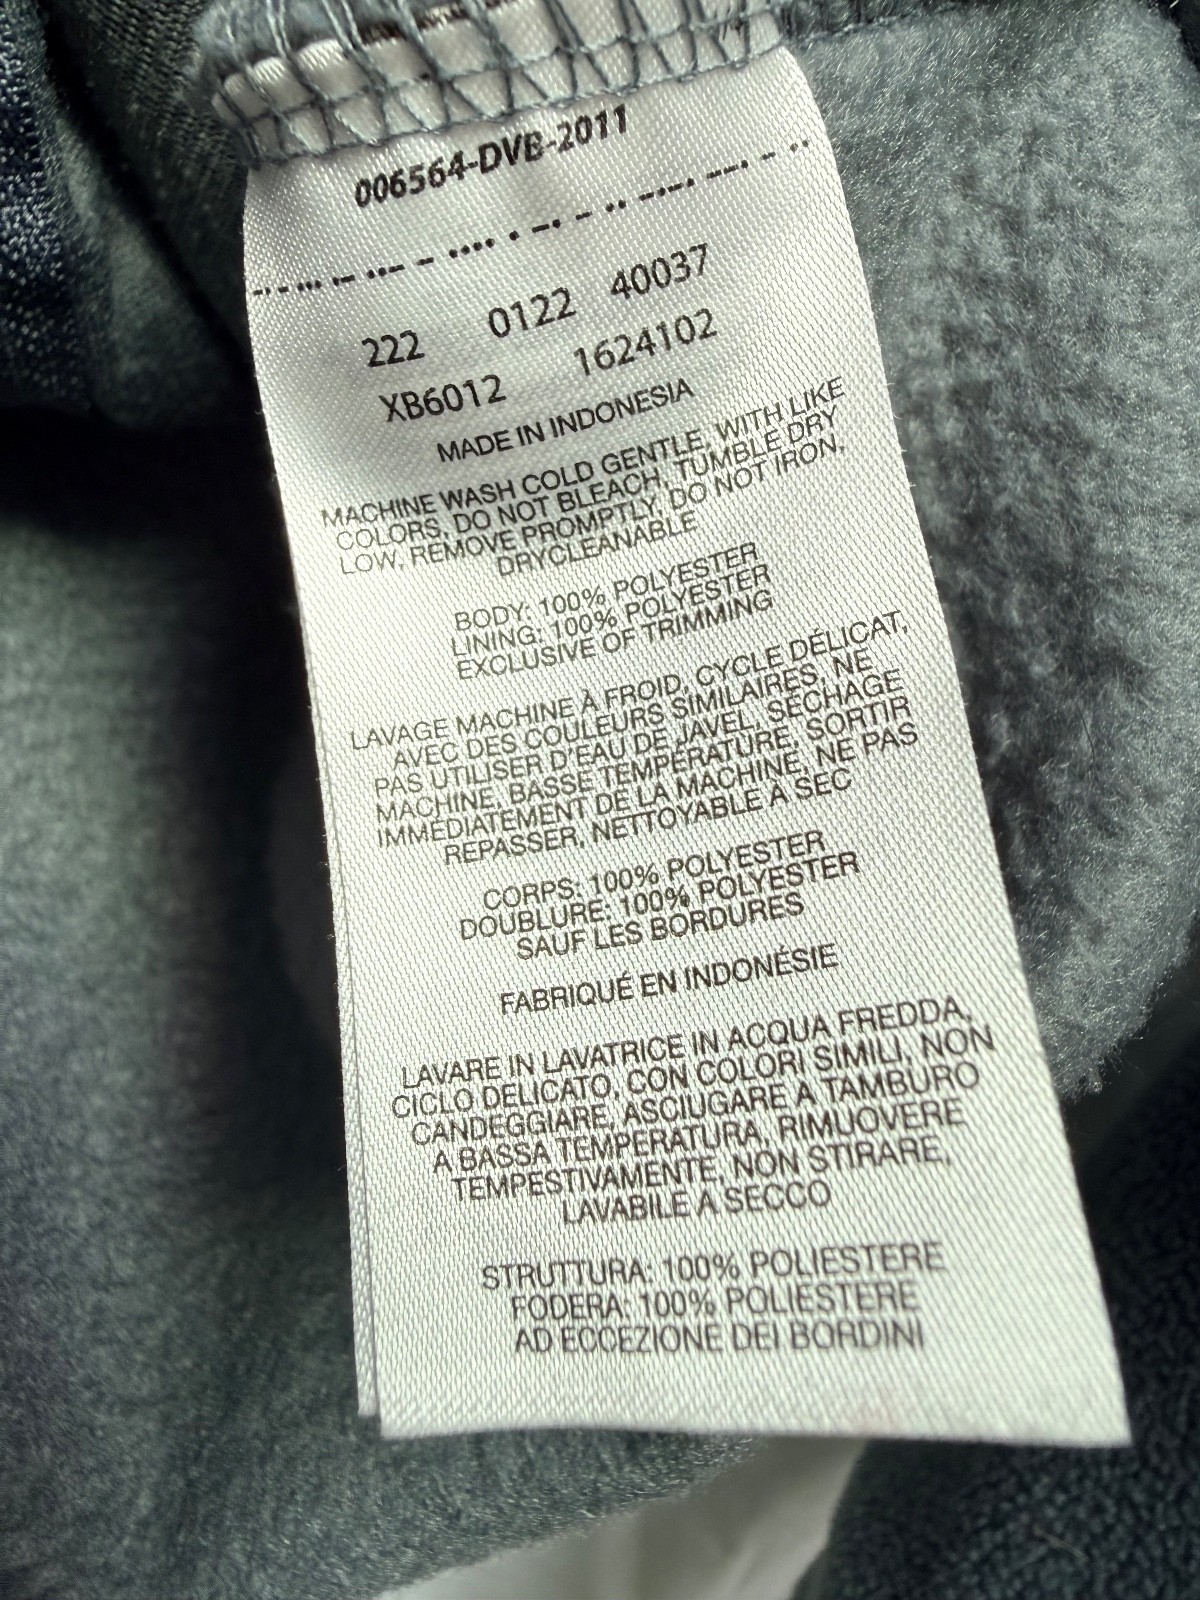 006564-DVB-2011
222 0122 40037
XB6012 1624102
MADE IN INDONESIA
MACHINE WASH COLD GENTLE, WITH LIKE
COLORS, DO NOT BLEACH, TUMBLE DRY
LOW, REMOVE PROMPTLY, DO NOT IRON,
DRYCLEANABLE
BODY: 100% POLYESTER
LINING: 100% POLYESTER
EXCLUSIVE OF TRIMMING
LAVAGE MACHINE À FROID, CYCLE DÉLICAT,
AVEC DES COULEURS SIMILAIRES, NE
PAS UTILISER D'EAU DE JAVEL, SÉCHAGE
MACHINE, BASSE TEMPÉRATURE, SORTIR
IMMÉDIATEMENT DE LA MACHINE, NE PAS
REPASSER, NETTOYABLE À SEC
CORPS: 100% POLYESTER
DOUBLURE: 100% POLYESTER
SAUF LES BORDURES
FABRIQUÉ EN INDONÉSIE
LAVARE IN LAVATRICE IN ACQUA FREDDA,
CICLO DELICATO, CON COLORI SIMILI, NON
CANDEGGIARE, ASCIUGARE A TAMBURO
A BASSA TEMPERATURA, RIMUOVERE
TEMPESTIVAMENTE, NON STIRARE,
LAVABILE A SECCO
STRUTTURA: 100% POLIESTERE
FODERA: 100% POLIESTERE
AD ECCEZIONE DEI BORDINI